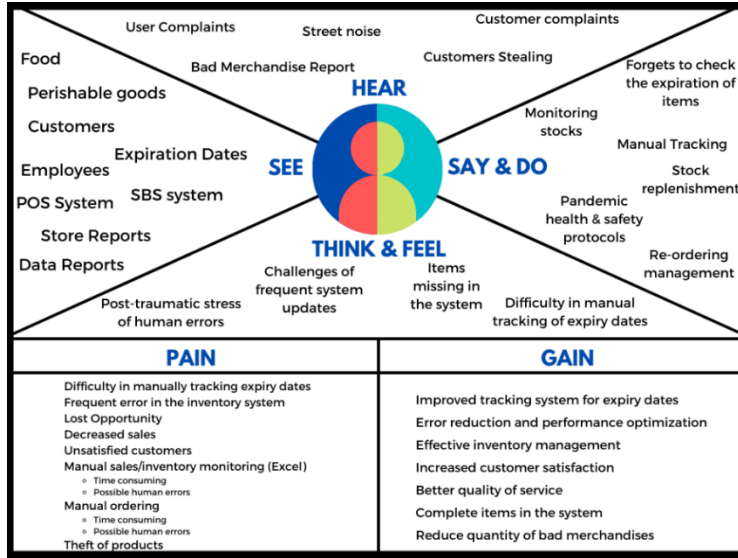 User Complaints
Street noise
Customer complaints
Bad Merchandise Report
Customers Stealing
HEAR
Food
Perishable goods
Customers
Expiration Dates
Employees
SBS system
POS System
Store Reports
Data Reports
SEE
SAY & DO
Forgets to check
the expiration of
items
Monitoring
stocks
Manual Tracking
Stock
replenishment
Pandemic
health & safety
protocols
Re-ordering
management
THINK & FEEL
Post-traumatic stress
of human errors
Challenges of
frequent system
updates
Items
missing in
the system
Difficulty in manual
tracking of expiry dates
PAIN
Difficulty in manually tracking expiry dates
Frequent error in the inventory system
Lost Opportunity
Decreased sales
Unsatisfied customers
Manual sales/inventory monitoring (Excel)
Time consuming
Possible human errors
Manual ordering
Time consuming
Possible human errors
Theft of products
GAIN
Improved tracking system for expiry dates
Error reduction and performance optimization
Effective inventory management
Increased customer satisfaction
Better quality of service
Complete items in the system
Reduce quantity of bad merchandises